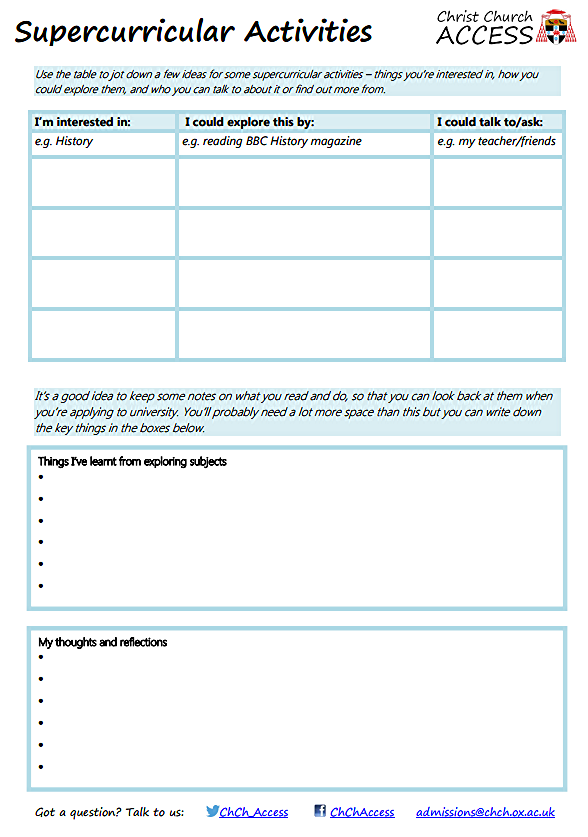 Supercurricular Activities
Christ Church
ACCESS
Use the table to jot down a few ideas for some supercurricular activities – things you're interested in, how you
could explore them, and who you can talk to about it or find out more from.
I'm interested in: I could explore this by: I could talk to/ask:
e.g. History e.g. reading BBC History magazine e.g. my teacher/friends
It's a good idea to keep some notes on what you read and do, so that you can look back at them when
you're applying to university. You'll probably need a lot more space than this but you can write down
the key things in the boxes below.
Things I've learnt from exploring subjects
•
•
•
•
•
•
My thoughts and reflections
•
•
•
•
•
•
Got a question? Talk to us: ChCh_Access ChChAccess admissions@chch.ox.ac.uk